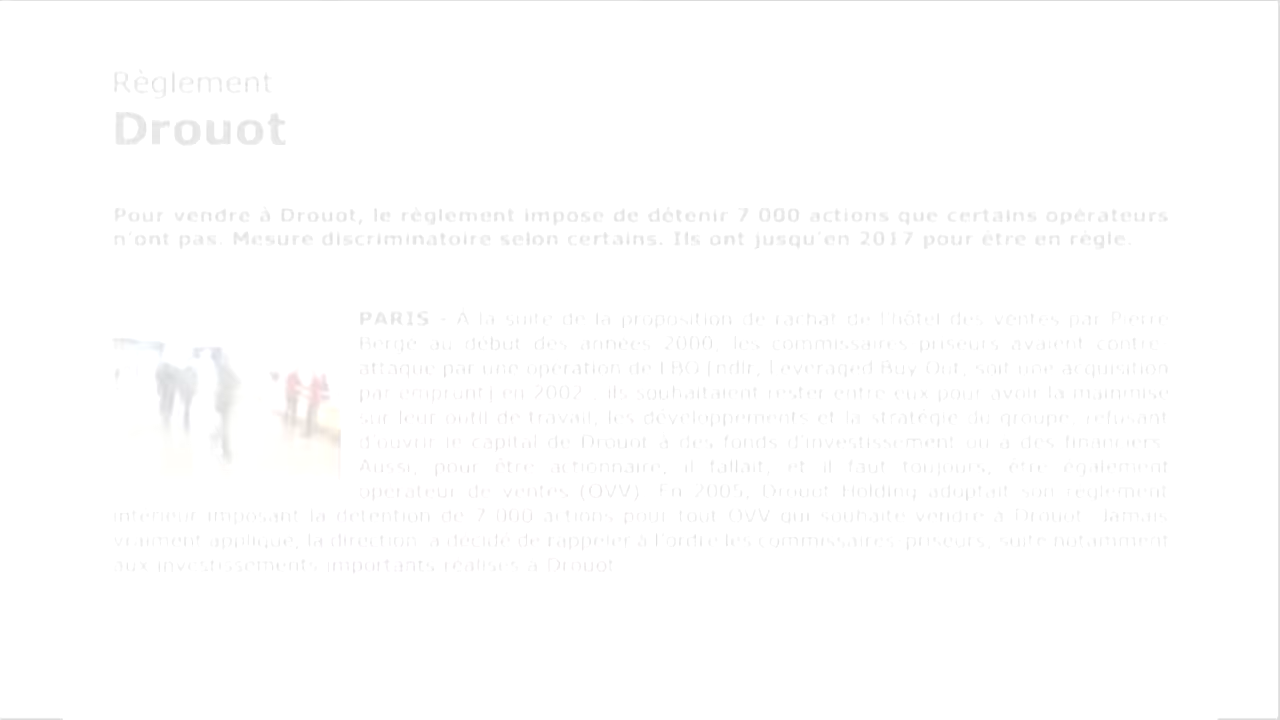 Règlement
Drouot
Pour vendre à Drouot, le règlement impose de détenir 7 000 actions que certains opérateurs
n'ont pas. Mesure discriminatoire selon certains. Ils ont jusqu'en 2017 pour être en règle.
PARIS - À la suite de la proposition de rachat de l'hôtel des ventes par Pierre
Bergé au début des années 2000, les commissaires priseurs avaient contre-
attaqué par une opération de LBO [ndlr, Leveraged Buy Out, soit une acquisition
par emprunt] en 2002 : ils souhaitaient rester entre eux pour avoir la mainmise
sur leur outil de travail, les développements et la stratégie du groupe, refusant
d'ouvrir le capital de Drouot à des fonds d'investissement ou à des financiers.
Aussi, pour être actionnaire, il fallait, et il faut toujours, être également
opérateur de ventes (OVV). En 2005, Drouot Holding adoptait son règlement
intérieur imposant la détention de 7 000 actions pour tout OVV qui souhaite vendre à Drouot. Jamais
vraiment appliqué, la direction a décidé de rappeler à l'ordre les commissaires-priseurs, suite notamment
aux investissements importants réalisés à Drouot.